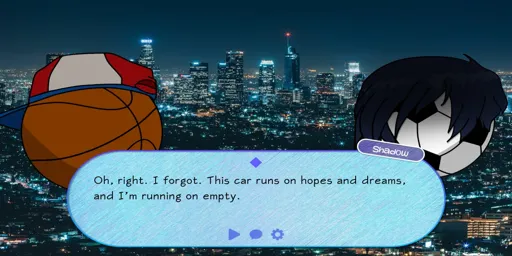 Shadow
Oh, right. I forgot. This car runs on hopes and dreams,
and I'm running on empty.